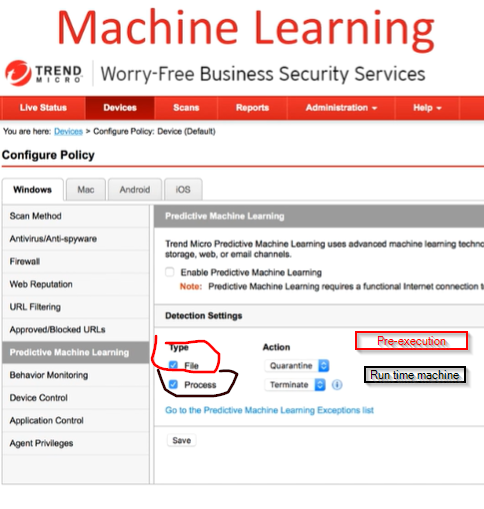 Machine Learning
TREND MICRO Worry-Free Business Security Services
Live Status Devices Scans Reports Administration Help
You are here: Devices > Configure Policy: Device (Default)
Configure Policy
Windows Mac Android iOS
Scan Method
Antivirus/Anti-spyware
Firewall
Web Reputation
URL Filtering
Approved/Blocked URLs
Predictive Machine Learning
Behavior Monitoring
Device Control
Application Control
Agent Privileges
Predictive Machine Learning
Trend Micro Predictive Machine Learning uses advanced machine learning techno
storage, web, or email channels.
Enable Predictive Machine Learning
Note: Predictive Machine Learning requires a functional Internet connection t
Detection Settings
Type Action Pre-execution
File Quarantine
Process Terminate Run time machine
Go to the Predictive Machine Learning Exceptions list
Save